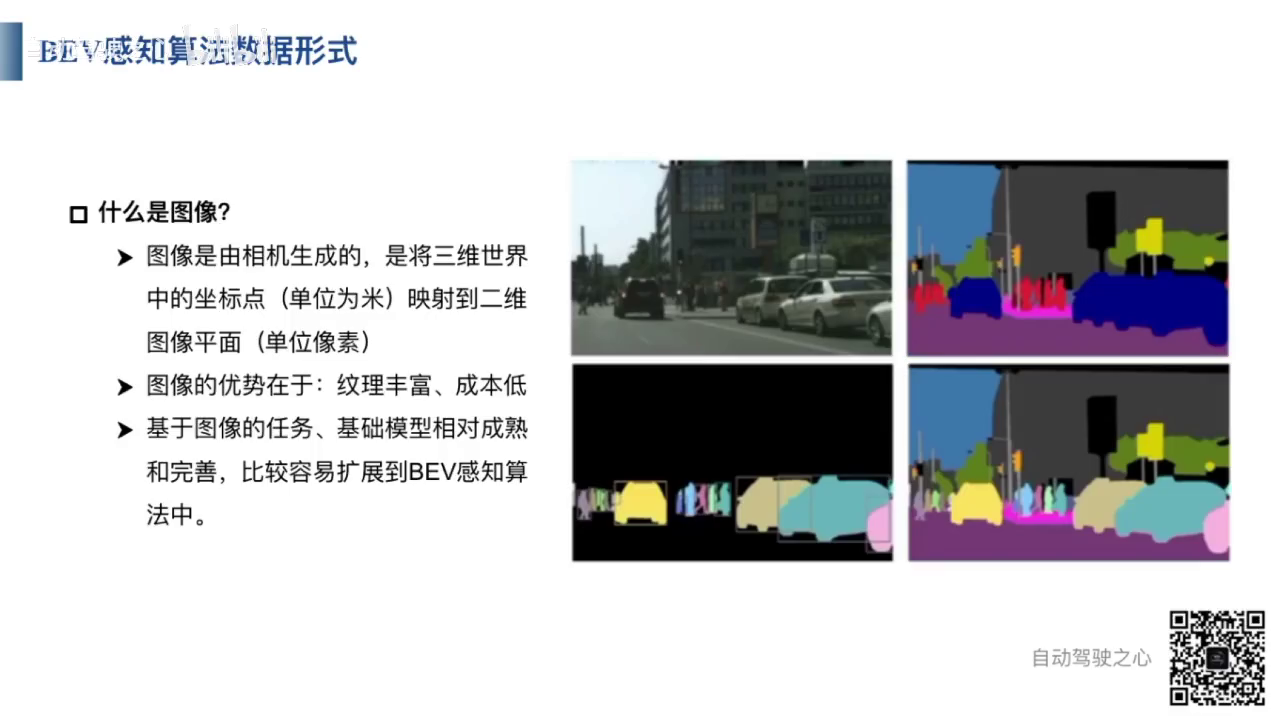 BEV感知算法数据形式
什么是图像?
图像是由相机生成的，是将三维世界
中的坐标点（单位为米）映射到二维
图像平面（单位像素）
图像的优势在于：纹理丰富、成本低
基于图像的任务、基础模型相对成熟
和完善，比较容易扩展到BEV感知算
法中。
自动驾驶之心